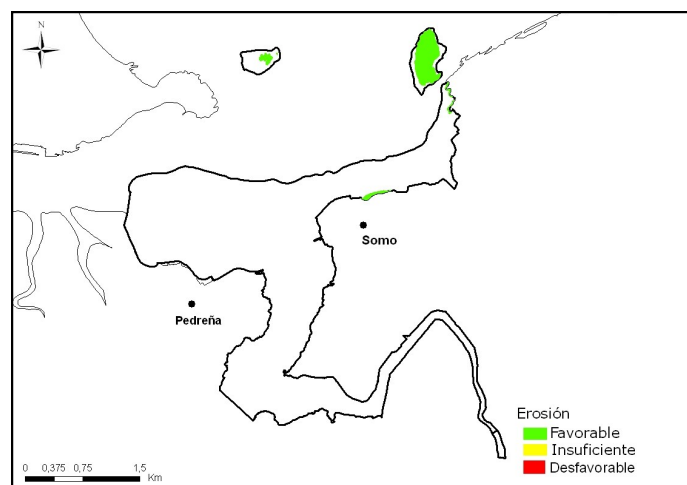 N
Somo
Pedreña
Erosión
Favorable
Insuficiente
Desfavorable
0 0,375 0,75 1,5
Km